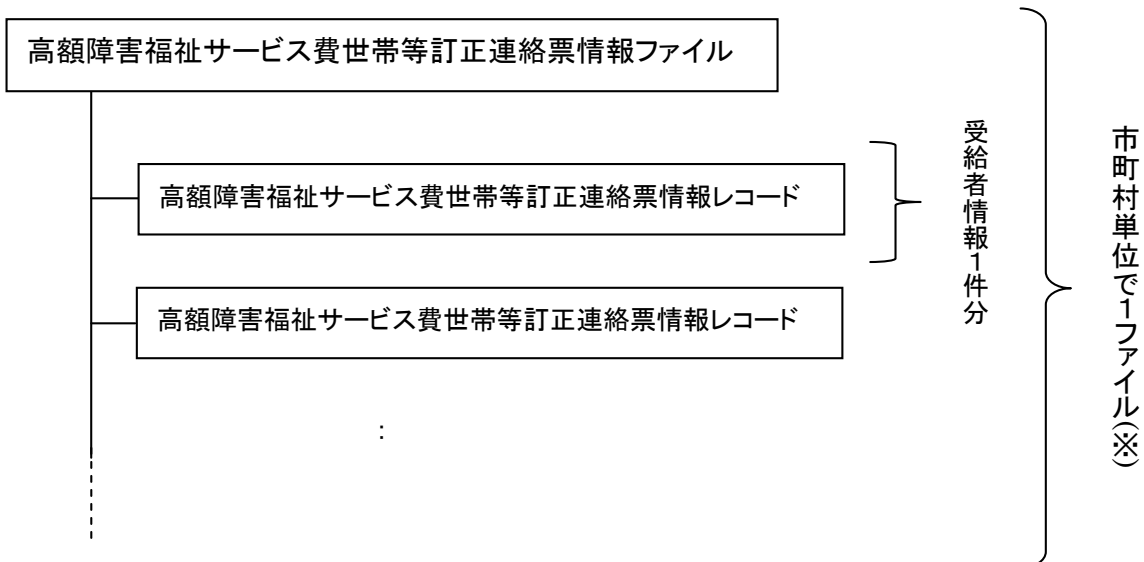 高額障害福祉サービス費世帯等訂正連絡票情報ファイル
高額障害福祉サービス費世帯等訂正連絡票情報レコード
高額障害福祉サービス費世帯等訂正連絡票情報レコード
:
受給者情報1件分
市町村単位で1ファイル(※)